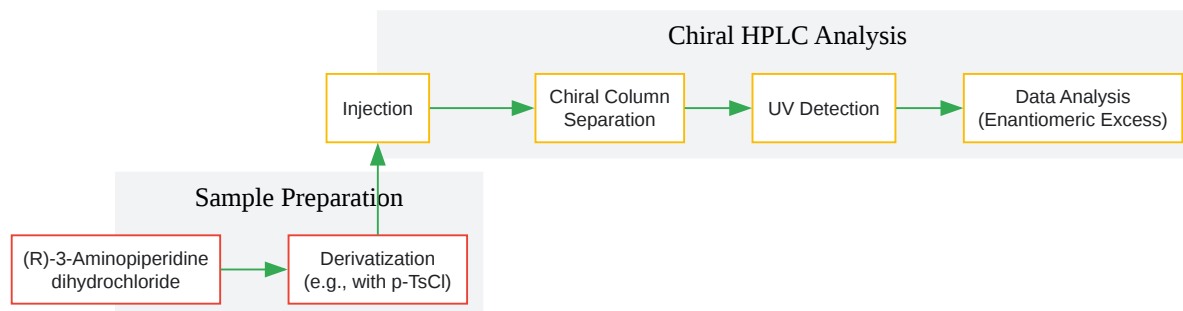 Chiral HPLC Analysis
Injection
Chiral Column
Separation
UV Detection
Data Analysis
(Enantiomeric Excess)
Sample Preparation
(R)-3-Aminopiperidine
dihydrochloride
Derivatization
(e.g., with p-TsCl)